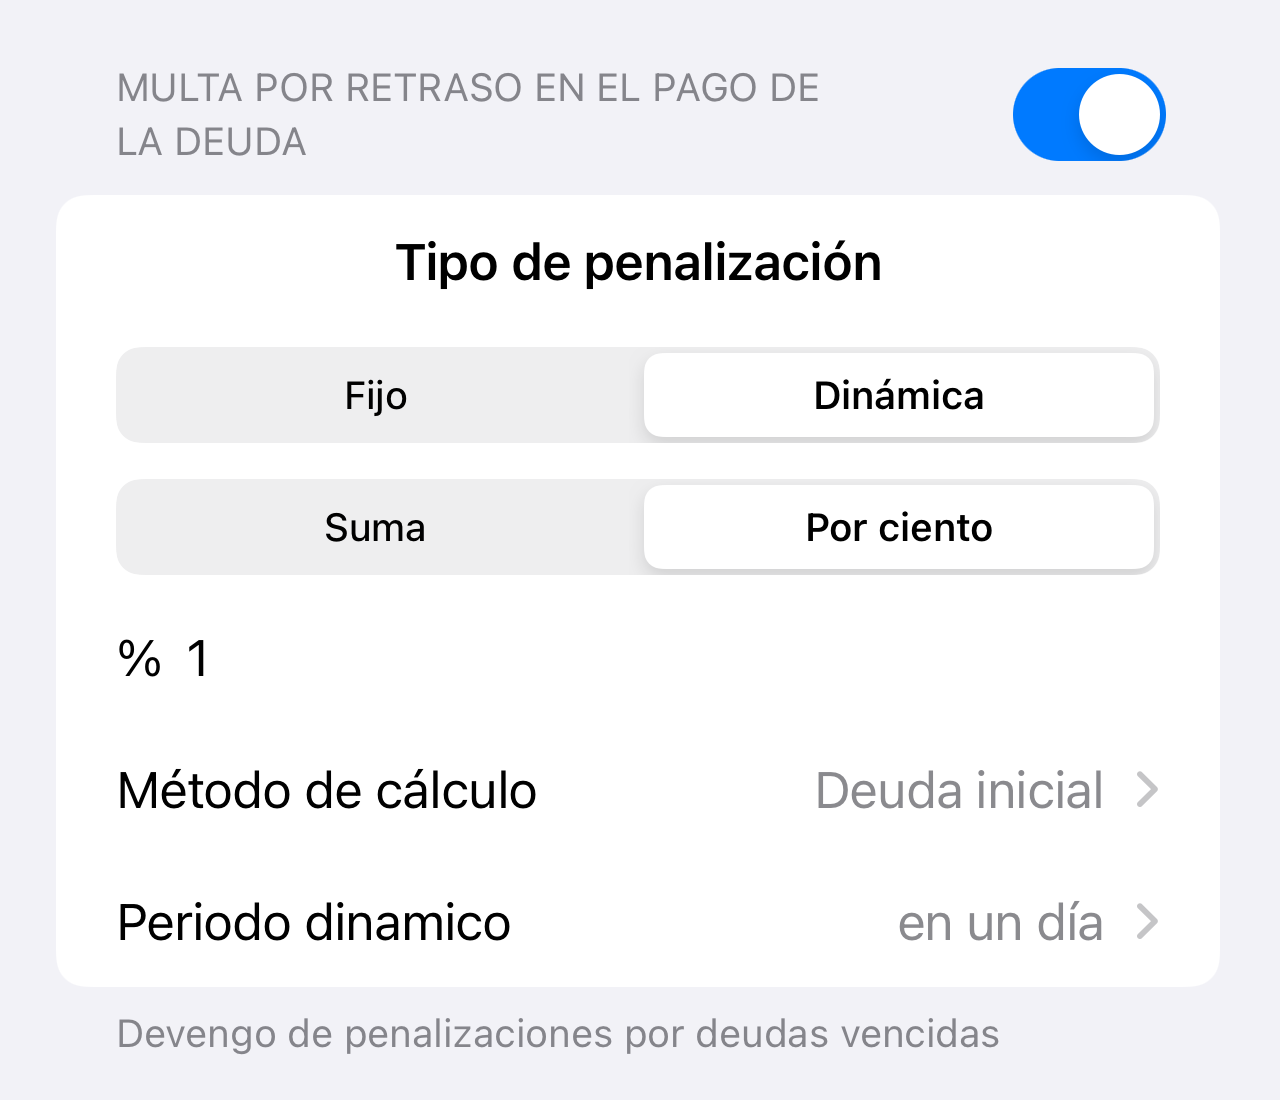 MULTA POR RETRASO EN EL PAGO DE
LA DEUDA
Tipo de penalización
Fijo
Dinámica
Suma
Por ciento
% 1
Método de cálculo
Deuda inicial
Periodo dinamico
en un día
Devengo de penalizaciones por deudas vencidas